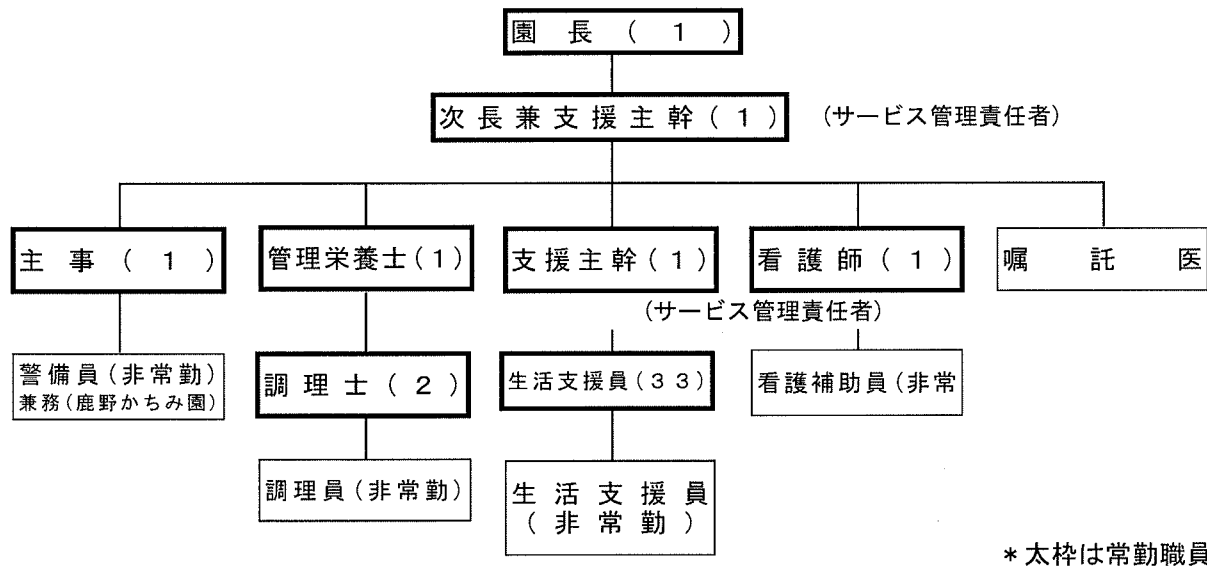 園長(1)
次長兼支援主幹(1) (サービス管理責任者)
主事(1)
管理栄養士(1)
支援主幹(1)
看護師(1)
嘱託医
(サービス管理責任者)
警備員(非常勤)
兼務(鹿野かちみ園)
調理士(2)
生活支援員(33)
看護補助員(非常
調理員(非常勤)
生活支援員
(非常勤)
*太枠は常勤職員